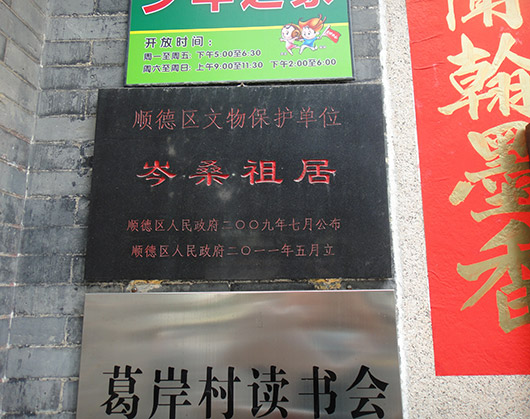 少年之家
开放时间：
周一至周五：下午5:00至6:30
周六至周日：上午9:00至11:30 下午2:00至6:00
顺德区文物保护单位
岑桑祖居
顺德区人民政府二〇〇九年七月公布
顺德区人民政府二〇一一年五月立
葛岸村读书会
翰墨香